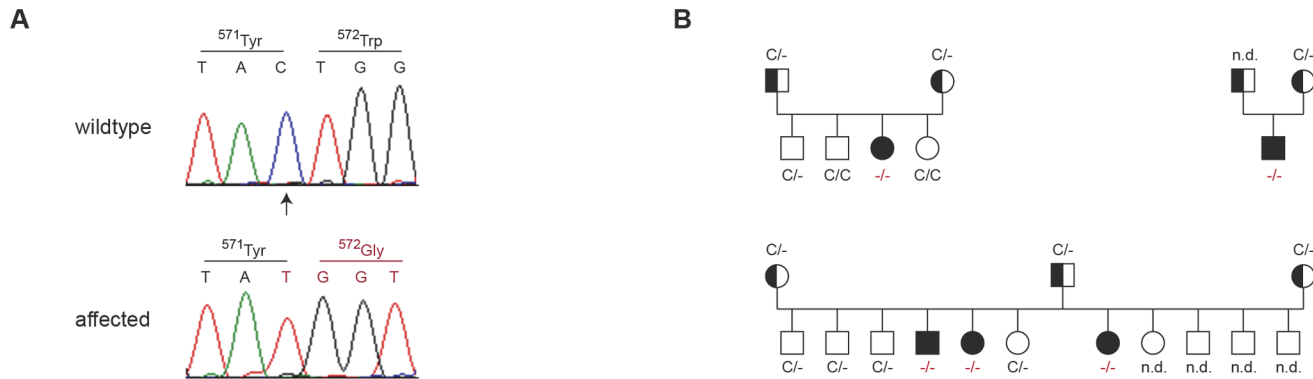 A
571Tyr 572Trp
T A C T G G
wildtype
571Tyr 572Gly
T A T G G T
affected
B
C/- C/- n.d. C/-
C/- C/C -/- C/C -/-
C/- C/- C/-
C/- C/- C/- -/- -/- C/- -/- n.d. n.d. n.d. n.d.